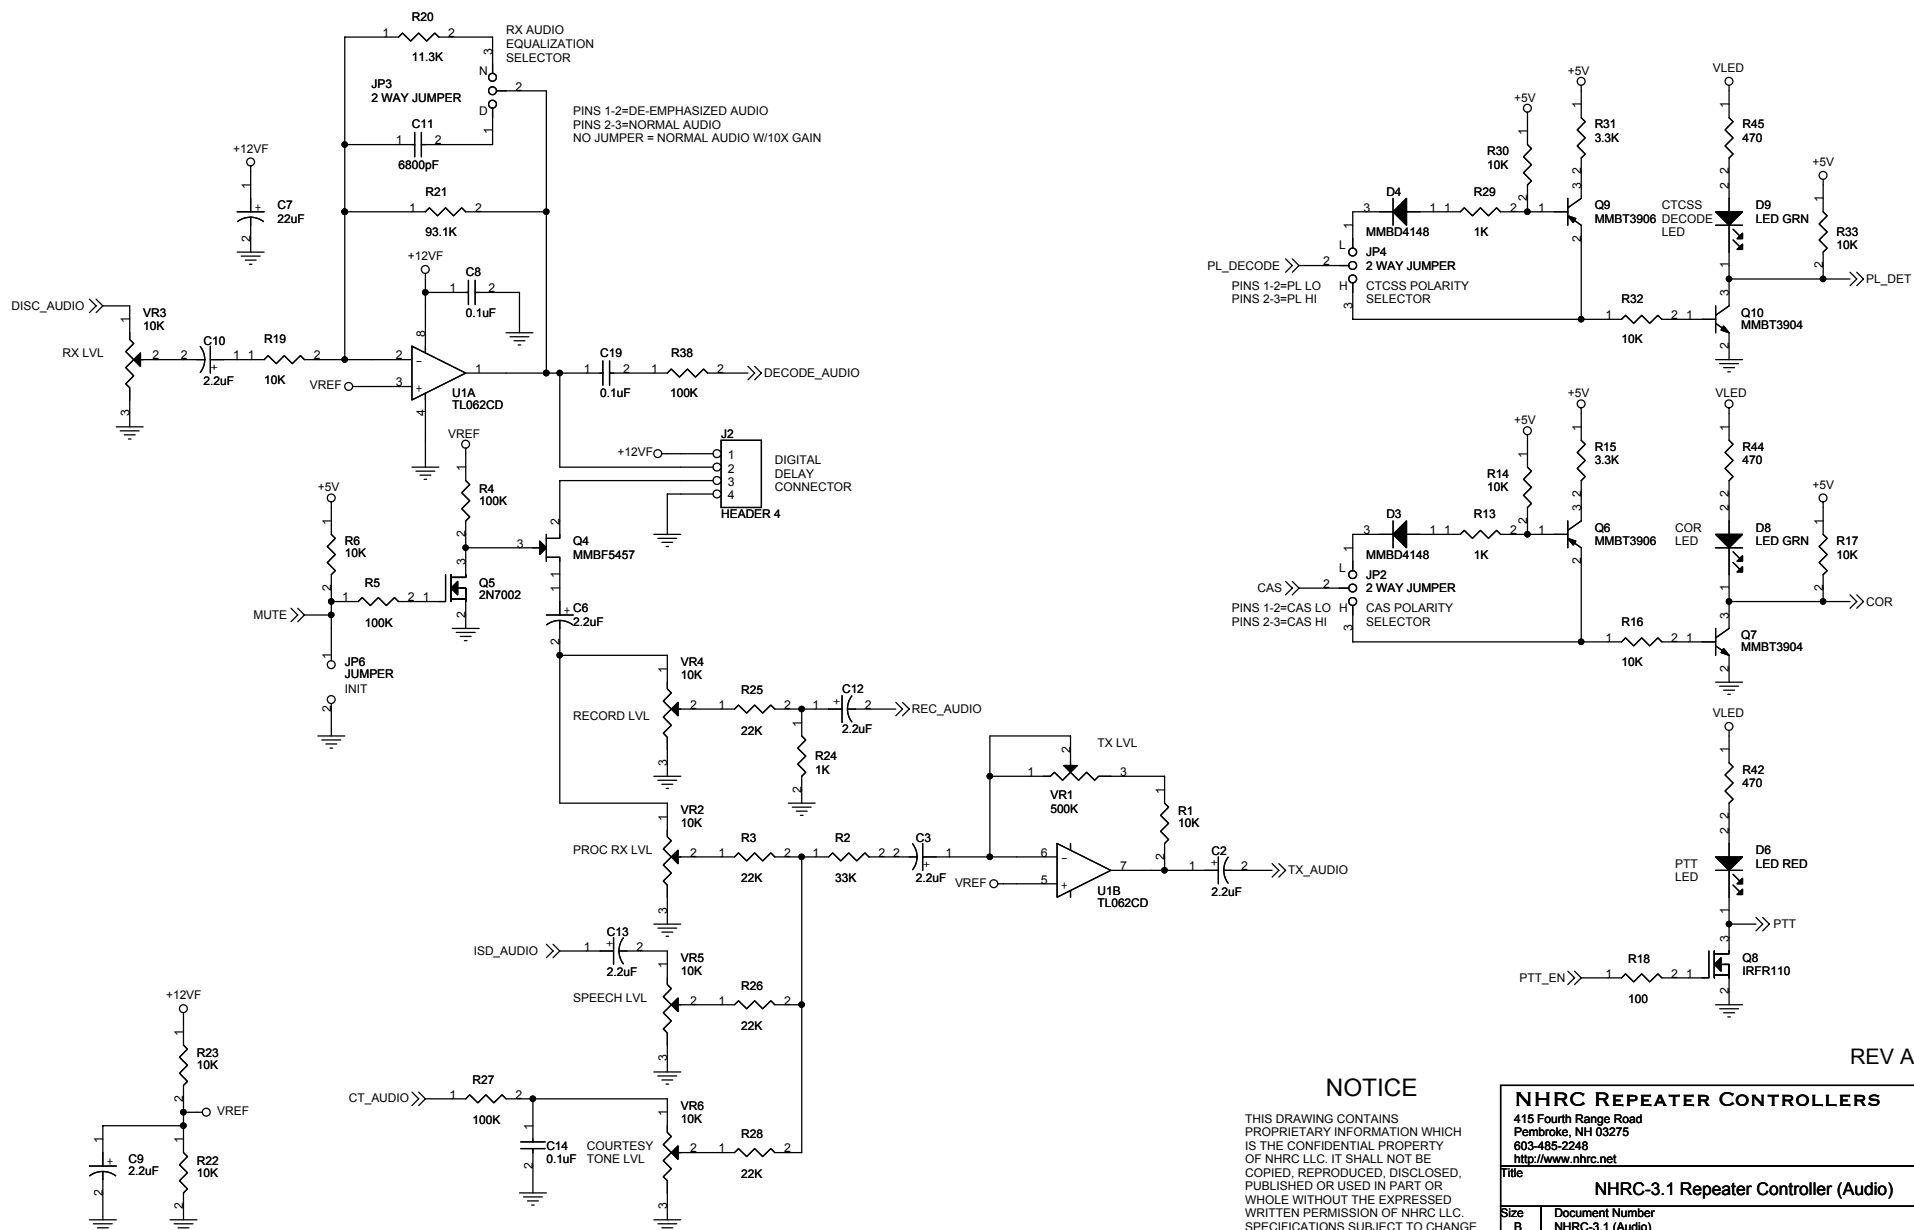 R20
11.3K
RX AUDIO
EQUALIZATION
SELECTOR
N
JP3
2 WAY JUMPER
D
PINS 1-2=DE-EMPHASIZED AUDIO
PINS 2-3=NORMAL AUDIO
NO JUMPER = NORMAL AUDIO W/10X GAIN
C11
6800pF
R21
93.1K
+12VF
C7
22uF
+12VF
C8
0.1uF
DISC_AUDIO
VR3
10K
RX LVL
C10
2.2uF
R19
10K
VREF
U1A
TL062CD
C19
0.1uF
R38
100K
DECODE_AUDIO
J2
+12VF
1
2
3
4
HEADER 4
DIGITAL
DELAY
CONNECTOR
VREF
R4
100K
+5V
R6
10K
R5
100K
MUTE
Q5
2N7002
Q4
MMBF5457
C6
2.2uF
JP6
JUMPER
INIT
VR4
10K
RECORD LVL
R25
22K
R24
1K
C12
2.2uF
REC_AUDIO
VR2
10K
PROC RX LVL
R3
22K
R2
33K
C3
2.2uF
TX LVL
VR1
500K
R1
10K
VREF
U1B
TL062CD
C2
2.2uF
TX_AUDIO
ISD_AUDIO
C13
2.2uF
VR5
10K
SPEECH LVL
R26
22K
CT_AUDIO
R27
100K
C14
0.1uF
COURTESY
TONE LVL
VR6
10K
R28
22K
+12VF
R23
10K
VREF
C9
2.2uF
R22
10K
+5V
R31
3.3K
+5V
R30
10K
D4
MMBD4148
R29
1K
Q9
MMBT3906
L
JP4
2 WAY JUMPER
H
PL_DECODE
PINS 1-2=PL LO
PINS 2-3=PL HI
CTCSS POLARITY
SELECTOR
VLED
R45
470
CTCSS
DECODE
LED
D9
LED GRN
+5V
R33
10K
PL_DET
R32
10K
Q10
MMBT3904
+5V
R15
3.3K
+5V
R14
10K
D3
MMBD4148
R13
1K
Q6
MMBT3906
L
JP2
2 WAY JUMPER
H
CAS
PINS 1-2=CAS LO
PINS 2-3=CAS HI
CAS POLARITY
SELECTOR
VLED
R44
470
COR
LED
D8
LED GRN
+5V
R17
10K
COR
R16
10K
Q7
MMBT3904
VLED
R42
470
PTT
LED
D6
LED RED
PTT
PTT_EN
R18
100
Q8
IRFR110
REV A
NOTICE
THIS DRAWING CONTAINS
PROPRIETARY INFORMATION WHICH
IS THE CONFIDENTIAL PROPERTY
OF NHRC LLC. IT SHALL NOT BE
COPIED, REPRODUCED, DISCLOSED,
PUBLISHED OR USED IN PART OR
WHOLE WITHOUT THE EXPRESSED
WRITTEN PERMISSION OF NHRC LLC.
SPECIFICATIONS SUBJECT TO CHANGE
NHRC REPEATER CONTROLLERS
415 Fourth Range Road
Pembroke, NH 03275
603-485-2248
http://www.nhrc.net
Title
NHRC-3.1 Repeater Controller (Audio)
Size
B
Document Number
NHRC-3.1 (Audio)